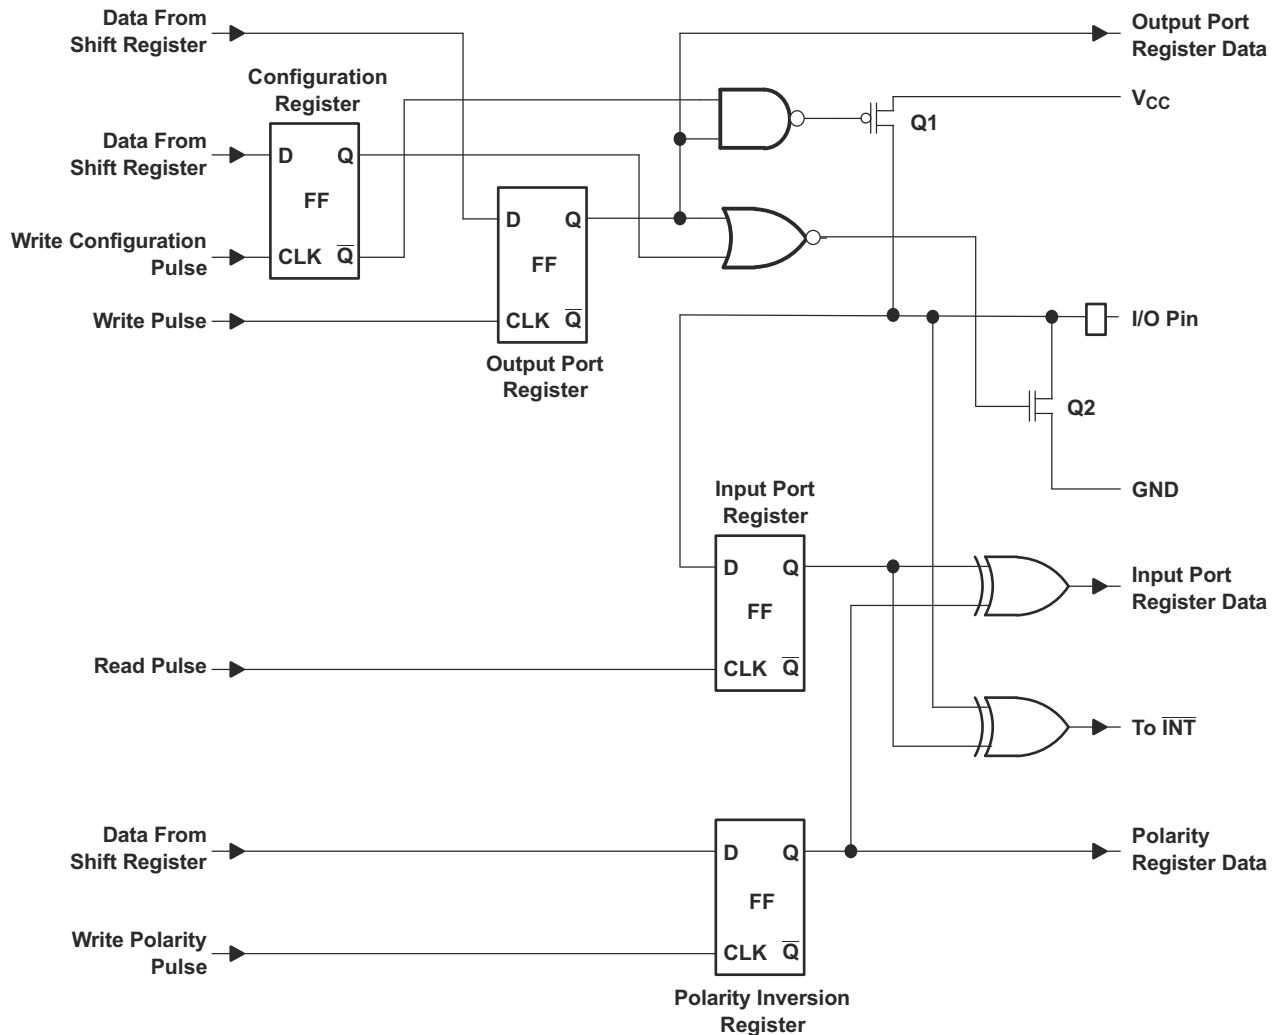 Data From
Shift Register
Output Port
Register Data
Configuration
Register
V_CC
Q1
Data From
Shift Register
D Q
FF
CLK Q̅
Write Configuration
Pulse
D Q
FF
CLK Q̅
Write Pulse
Output Port
Register
I/O Pin
Q2
GND
Input Port
Register
D Q
FF
CLK Q̅
Read Pulse
Input Port
Register Data
To I̅N̅T̅
Data From
Shift Register
D Q
FF
CLK Q̅
Polarity
Register Data
Write Polarity
Pulse
Polarity Inversion
Register